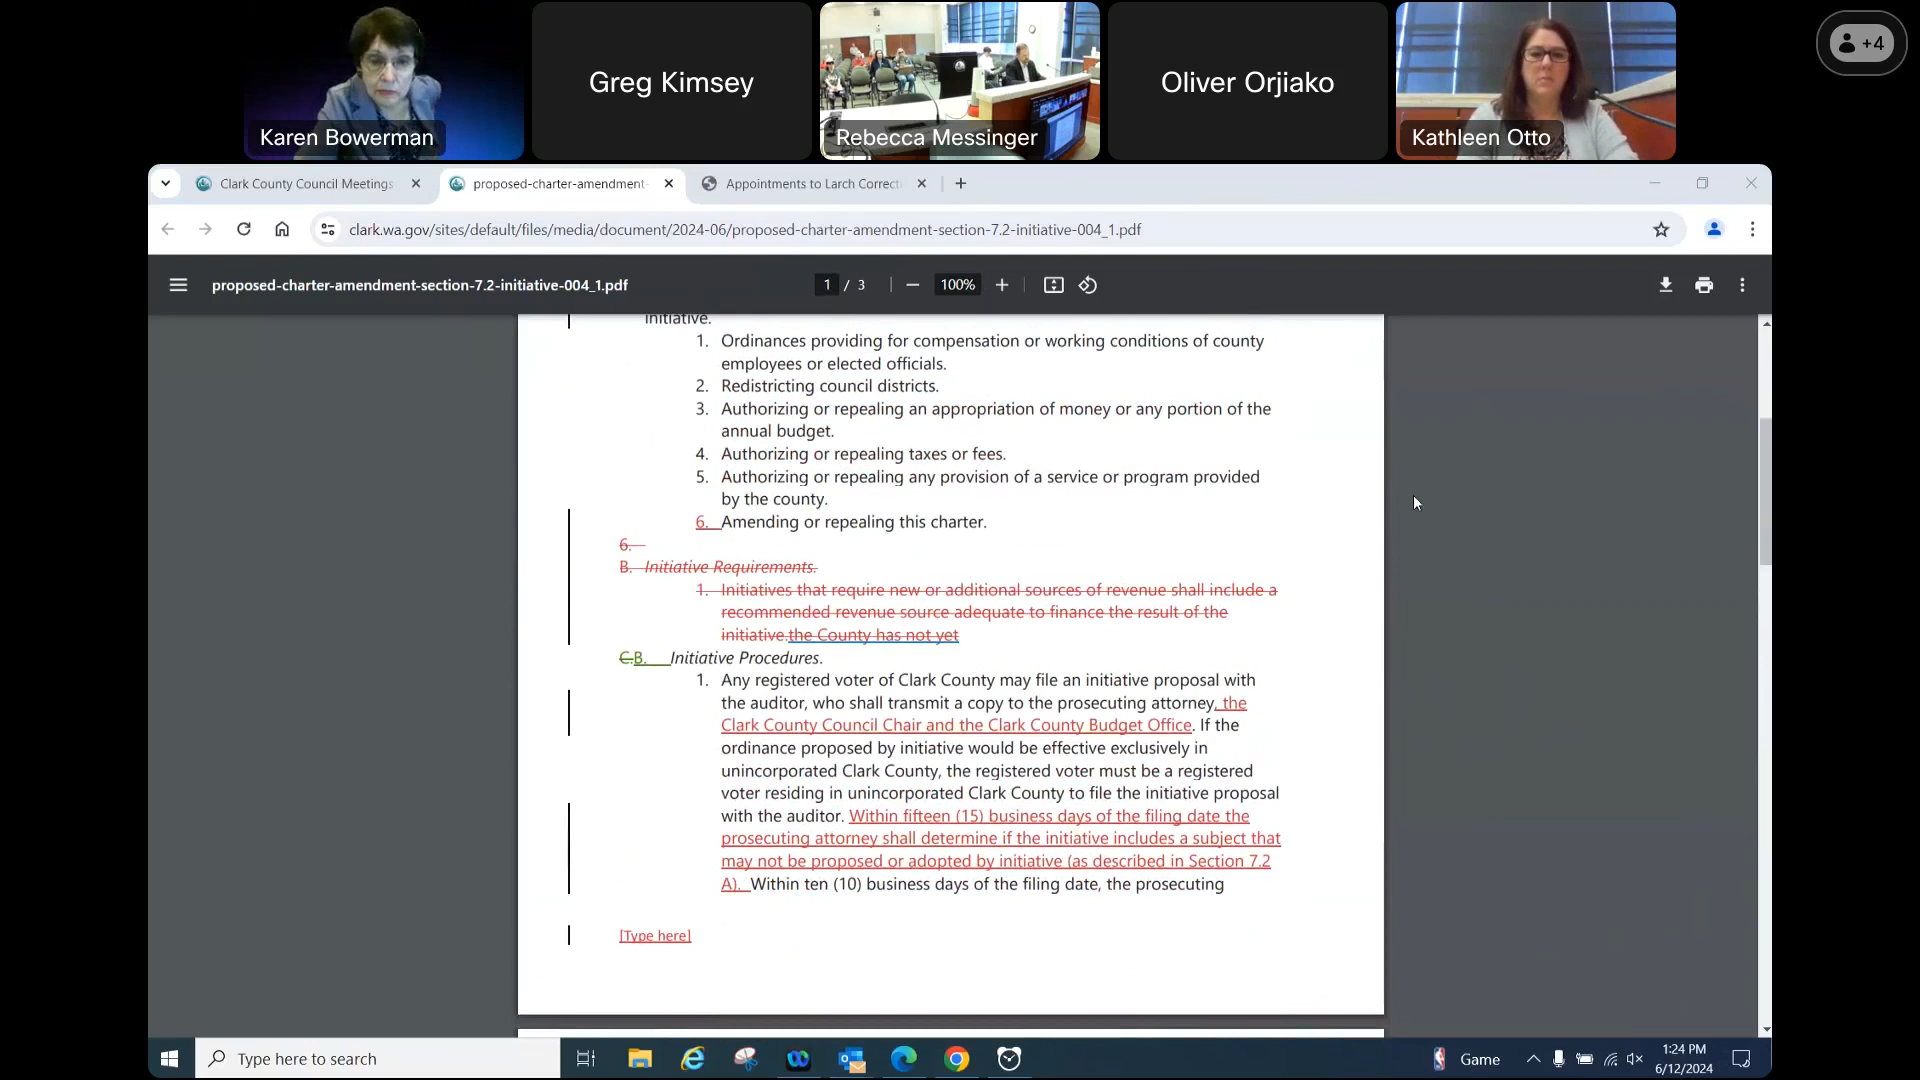 Karen Bowerman
Greg Kimsey
Rebecca Messinger
Oliver Orjiako
Kathleen Otto
+4
Clark County Council Meetings
proposed-charter-amendment-
Appointments to Larch Correcti
clark.wa.gov/sites/default/files/media/document/2024-06/proposed-charter-amendment-section-7.2-initiative-004_1.pdf
proposed-charter-amendment-section-7.2-initiative-004_1.pdf
1 / 3
100%
initiative.
1. Ordinances providing for compensation or working conditions of county
employees or elected officials.
2. Redistricting council districts.
3. Authorizing or repealing an appropriation of money or any portion of the
annual budget.
4. Authorizing or repealing taxes or fees.
5. Authorizing or repealing any provision of a service or program provided
by the county.
6. Amending or repealing this charter.
6.
B. Initiative Requirements.
1. Initiatives that require new or additional sources of revenue shall include a
recommended revenue source adequate to finance the result of the
initiative.the County has not yet
C.B. Initiative Procedures.
1. Any registered voter of Clark County may file an initiative proposal with
the auditor, who shall transmit a copy to the prosecuting attorney, the
Clark County Council Chair and the Clark County Budget Office. If the
ordinance proposed by initiative would be effective exclusively in
unincorporated Clark County, the registered voter must be a registered
voter residing in unincorporated Clark County to file the initiative proposal
with the auditor. Within fifteen (15) business days of the filing date the
prosecuting attorney shall determine if the initiative includes a subject that
may not be proposed or adopted by initiative (as described in Section 7.2
A). Within ten (10) business days of the filing date, the prosecuting
[Type here]
Type here to search
Game
1:24 PM
6/12/2024